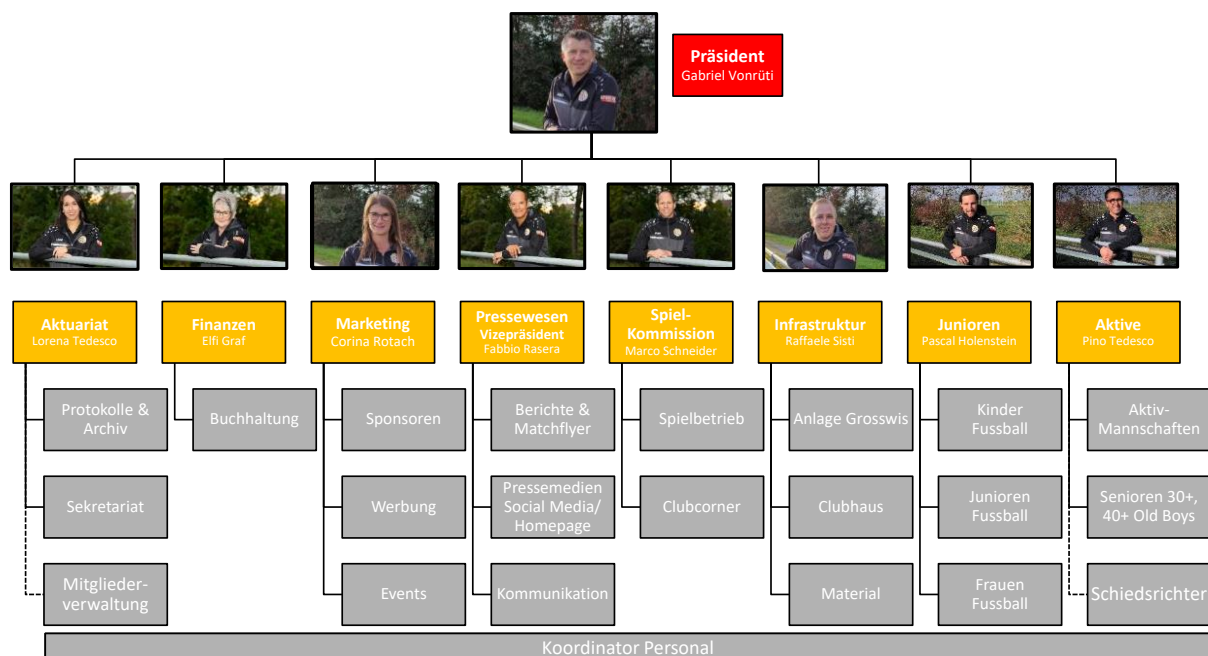 Präsident
Gabriel Vonrüti
Aktuariat
Lorena Tedesco
Finanzen
Elfi Graf
Marketing
Corina Rotach
Pressewesen
Vizepräsident
Fabbio Rasera
Spiel-
Kommission
Marco Schneider
Infrastruktur
Raffaele Sisti
Junioren
Pascal Holenstein
Aktive
Pino Tedesco
Protokolle &
Archiv
Buchhaltung
Sponsoren
Berichte &
Matchflyer
Spielbetrieb
Anlage Grosswis
Kinder
Fussball
Aktiv-
Mannschaften
Sekretariat
Werbung
Pressemedien
Social Media/
Homepage
Clubcorner
Clubhaus
Junioren
Fussball
Senioren 30+,
40+ Old Boys
Mitglieder-
verwaltung
Events
Kommunikation
Material
Frauen
Fussball
Schiedsrichter
Koordinator Personal